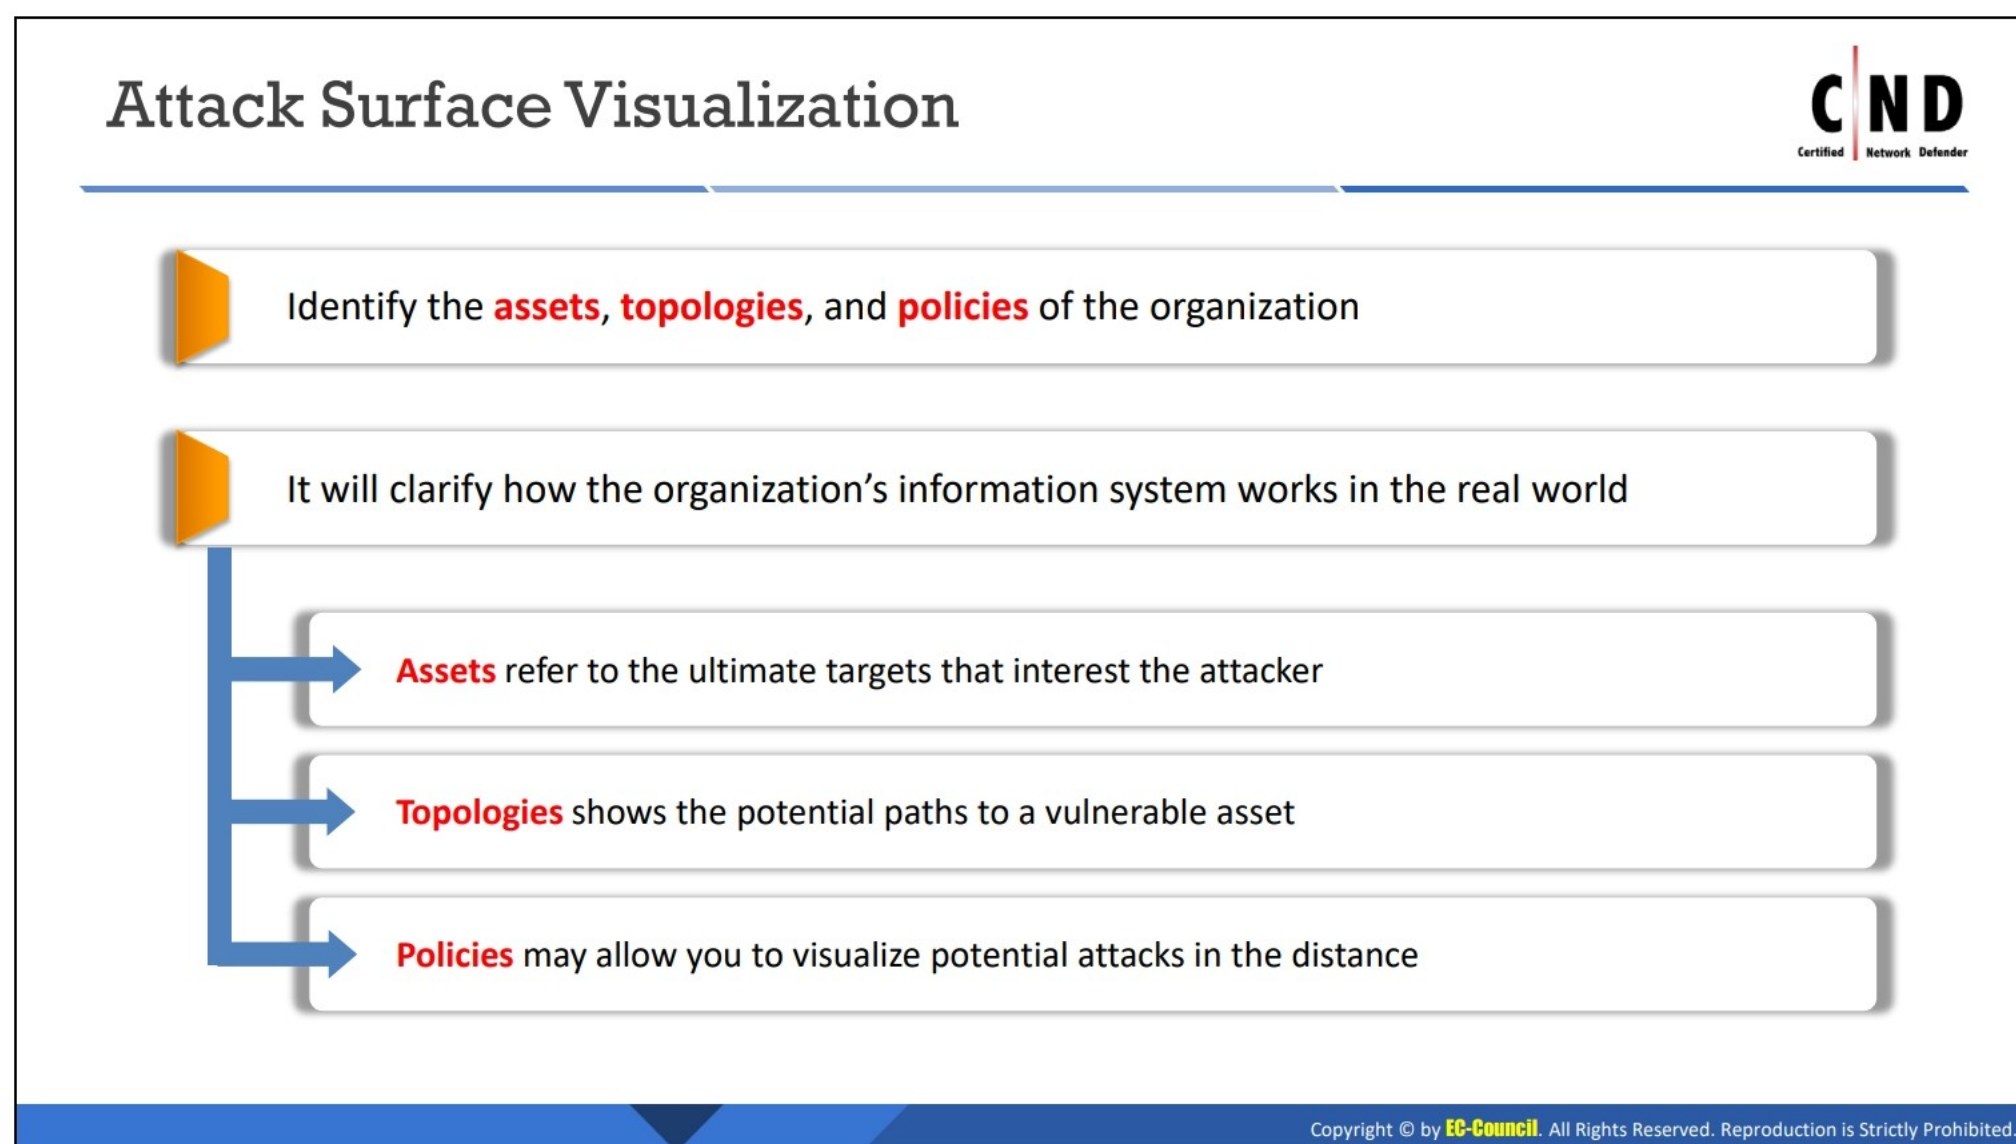 Attack Surface Visualization
C N D
Certified Network Defender
Identify the assets, topologies, and policies of the organization
It will clarify how the organization’s information system works in the real world
Assets refer to the ultimate targets that interest the attacker
Topologies shows the potential paths to a vulnerable asset
Policies may allow you to visualize potential attacks in the distance
Copyright © by EC-Council. All Rights Reserved. Reproduction is Strictly Prohibited